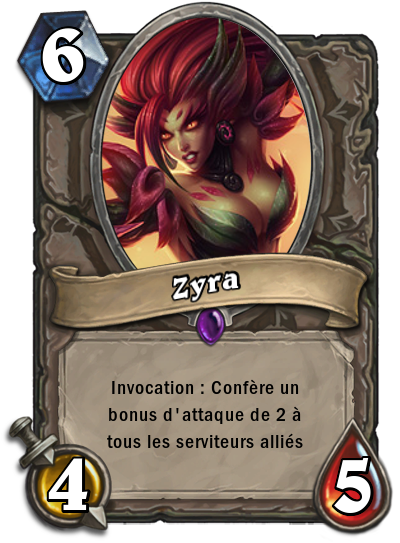 6
Zyra
Invocation : Confère un
bonus d'attaque de 2 à
tous les serviteurs alliés
4
5